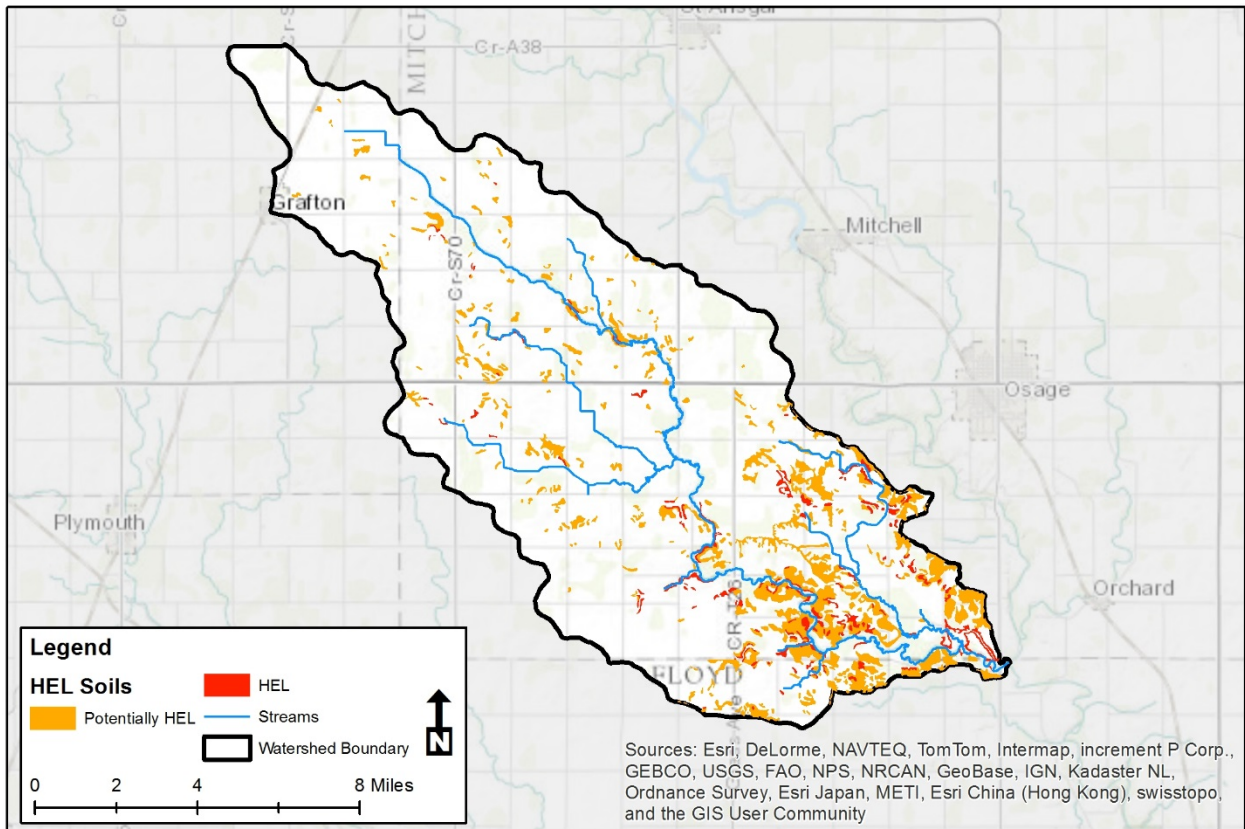 St Ansgar
Cr-A38
MITCH
Grafton
Cr-S70
Mitchell
Osage
Plymouth
Orchard
CR-T26
FLOYD
Legend
HEL Soils
HEL
Potentially HEL
Streams
Watershed Boundary
N
0 2 4 8 Miles
Sources: Esri, DeLorme, NAVTEQ, TomTom, Intermap, increment P Corp.,
GEBCO, USGS, FAO, NPS, NRCAN, GeoBase, IGN, Kadaster NL,
Ordnance Survey, Esri Japan, METI, Esri China (Hong Kong), swisstopo,
and the GIS User Community